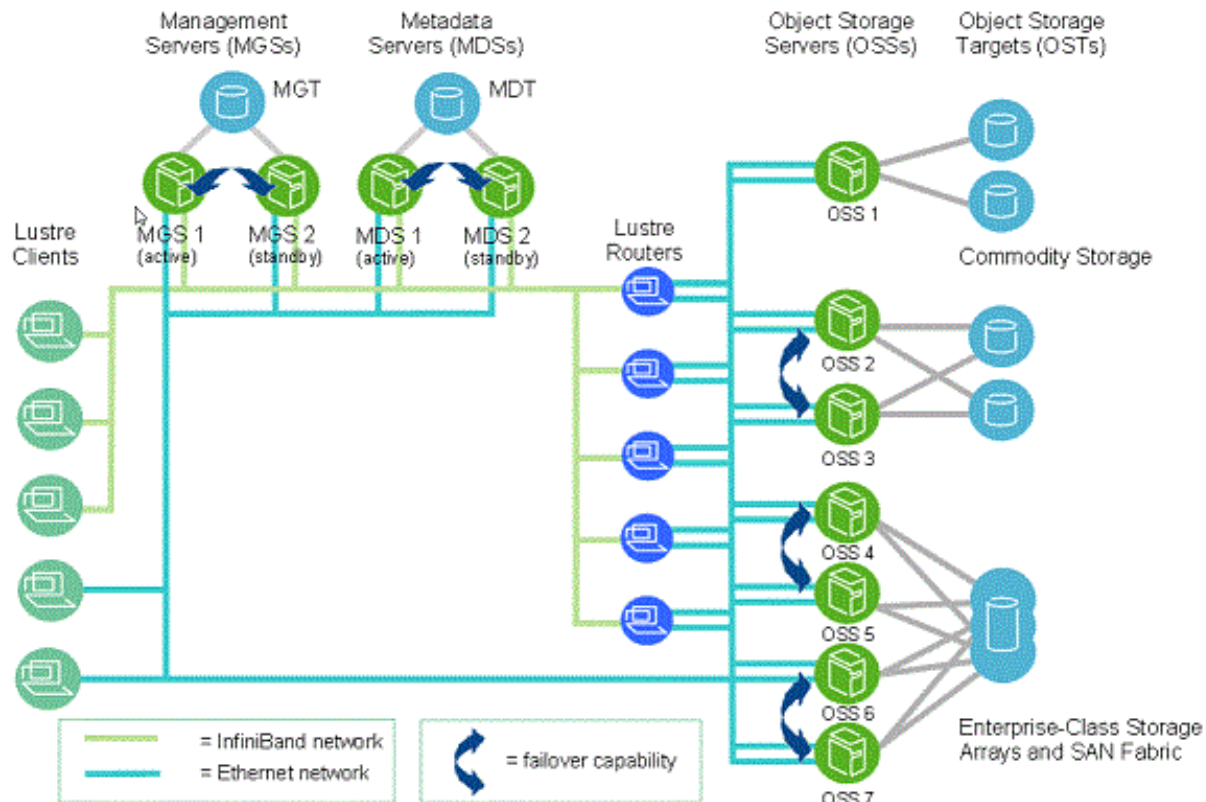 Management
Servers (MGSs)
Metadata
Servers (MDSs)
Object Storage
Servers (OSSs)
Object Storage
Targets (OSTs)
MGT
MDT
Lustre
Clients
MGS 1
(active)
MGS 2
(standby)
MDS 1
(active)
MDS 2
(standby)
Lustre
Routers
OSS 1
Commodity Storage
OSS 2
OSS 3
OSS 4
OSS 5
OSS 6
OSS 7
Enterprise-Class Storage
Arrays and SAN Fabric
= InfiniBand network
= Ethernet network
= failover capability